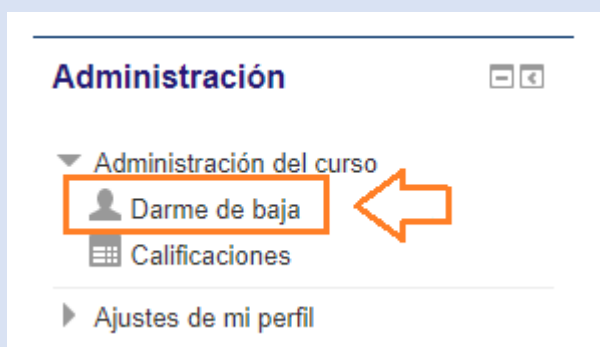 Administración
Administración del curso
Darme de baja
Calificaciones
Ajustes de mi perfil